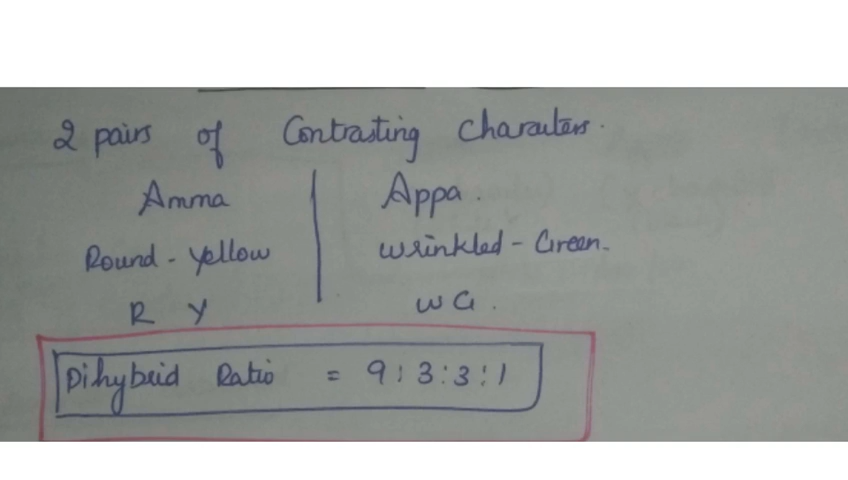 2 pairs of Contrasting Characters.
Amma | Appa.
Round - Yellow | Wrinkled - Green.
R Y | W G.
Dihybrid Ratio = 9:3:3:1